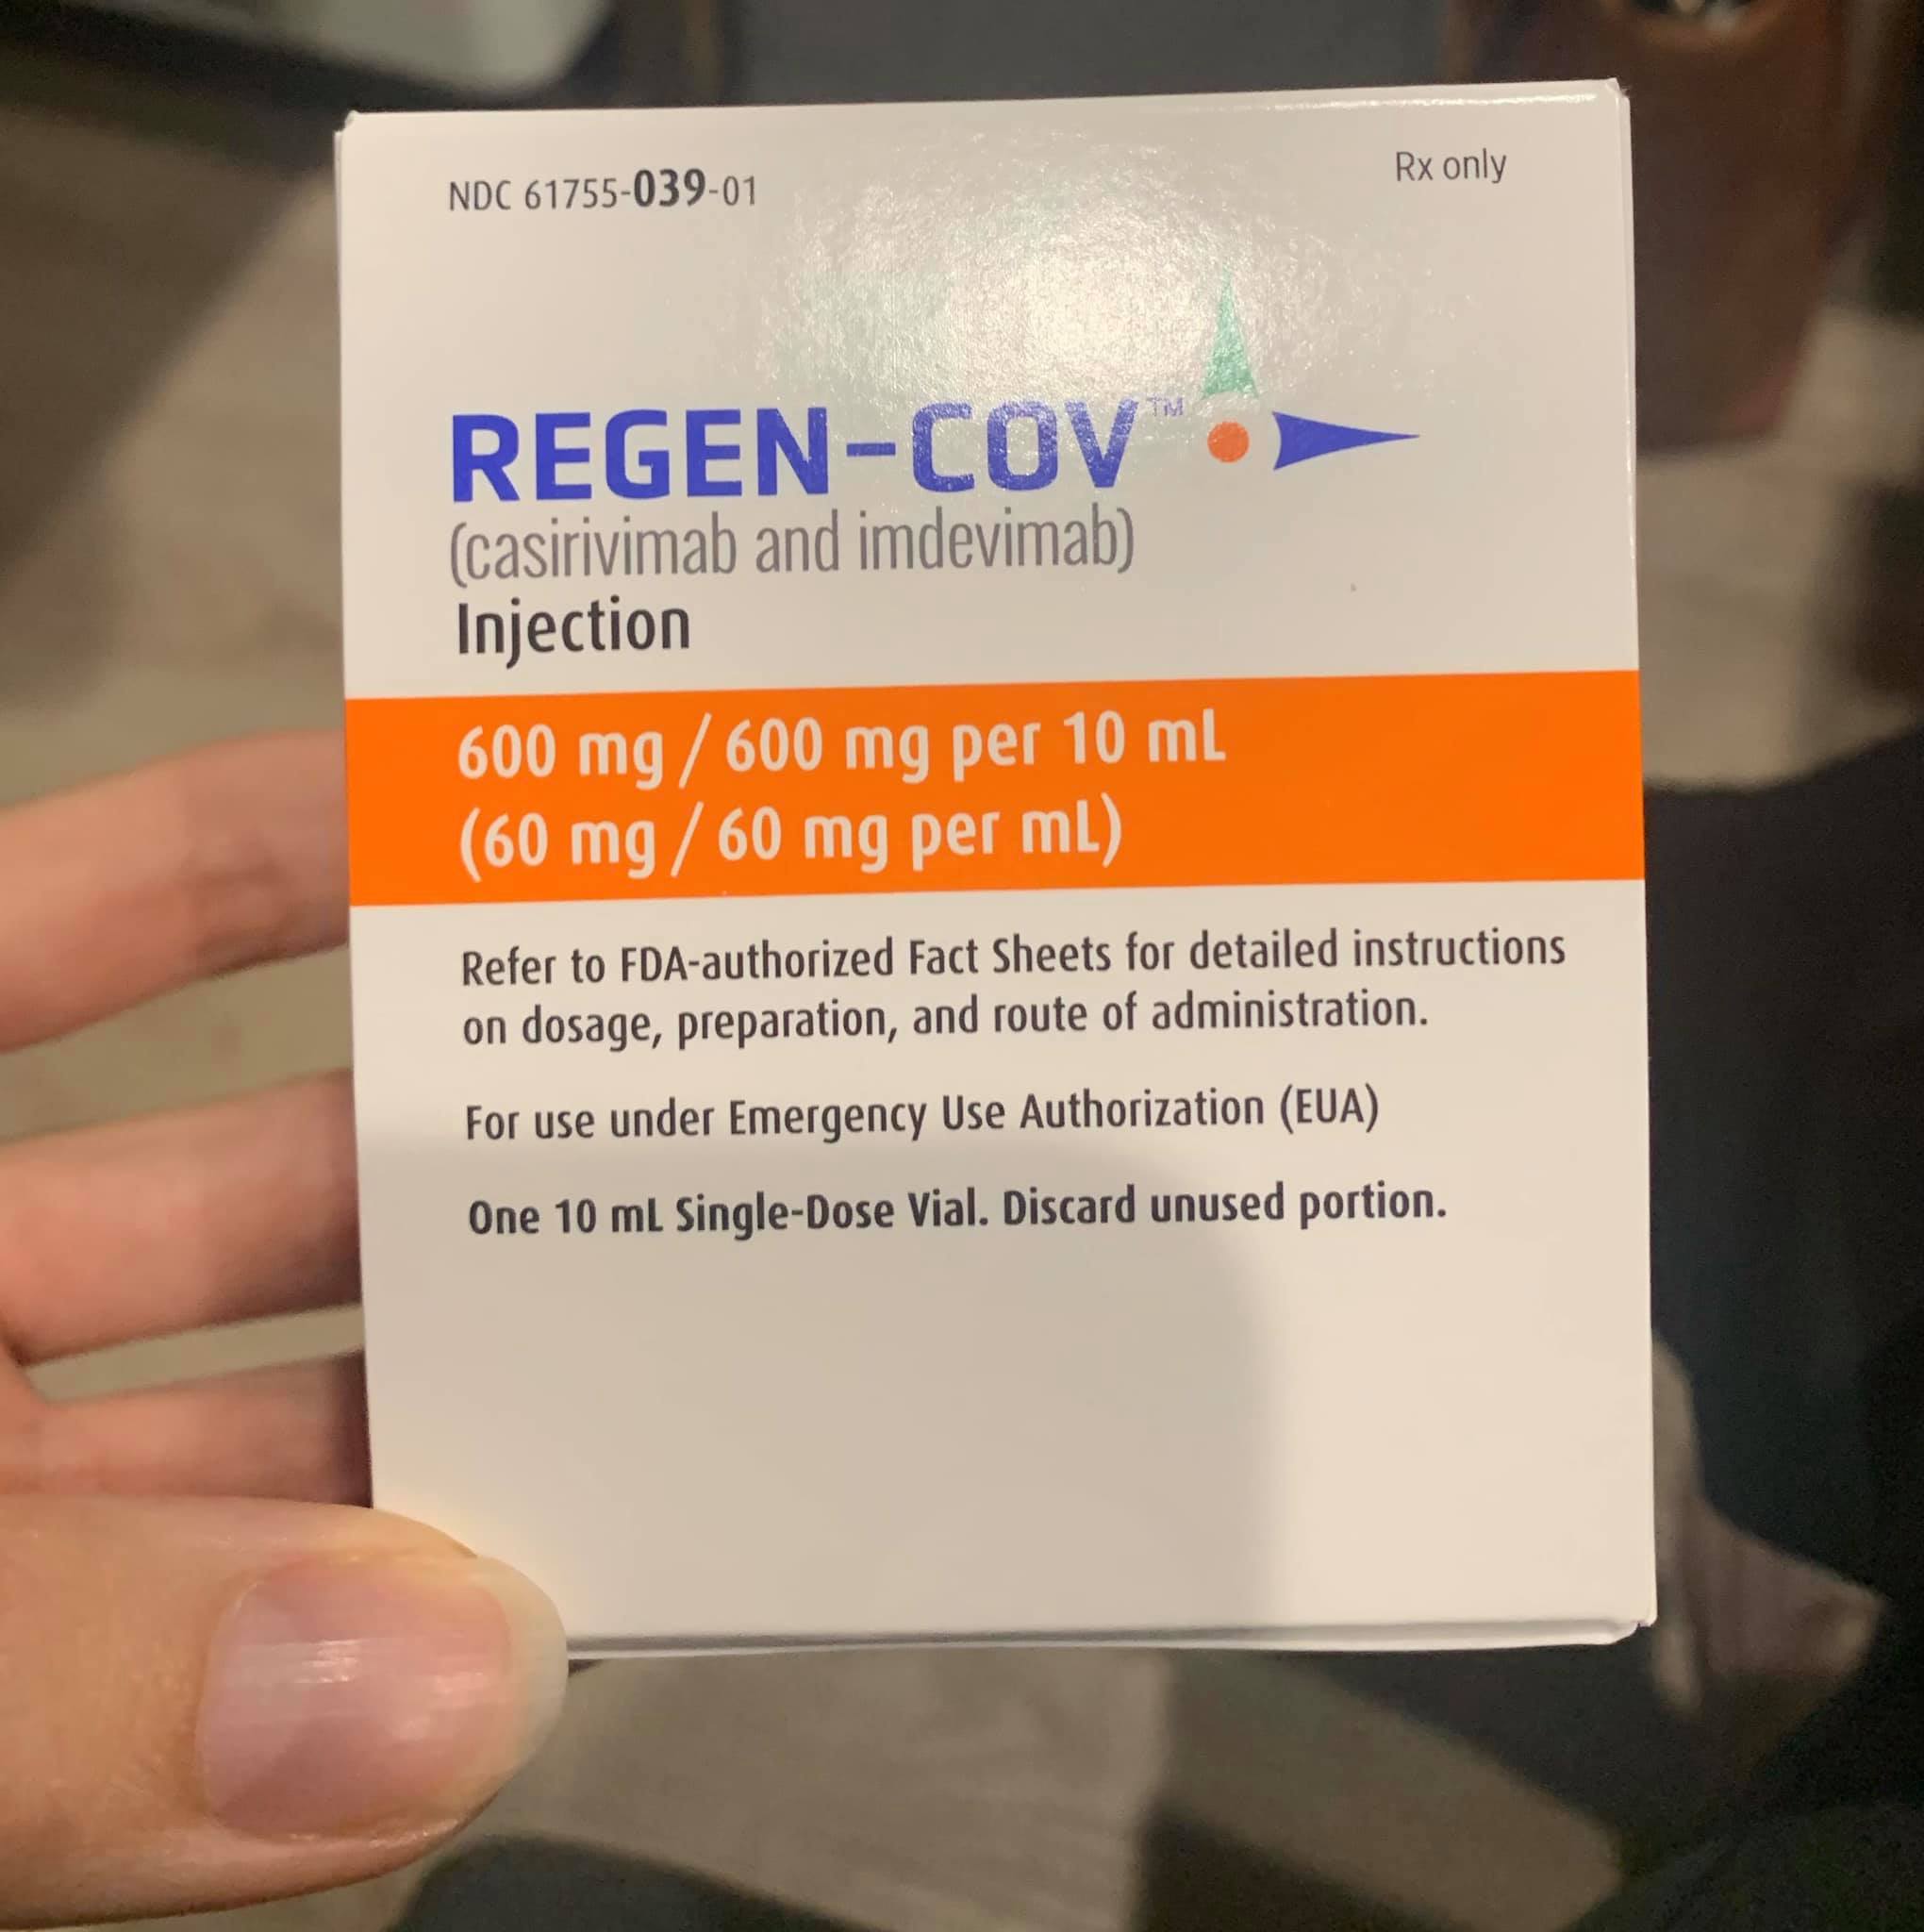 NDC 61755-039-01
Rx only
REGEN-COV™
(casirivimab and imdevimab)
Injection
600 mg / 600 mg per 10 mL
(60 mg / 60 mg per mL)
Refer to FDA-authorized Fact Sheets for detailed instructions
on dosage, preparation, and route of administration.
For use under Emergency Use Authorization (EUA)
One 10 mL Single-Dose Vial. Discard unused portion.